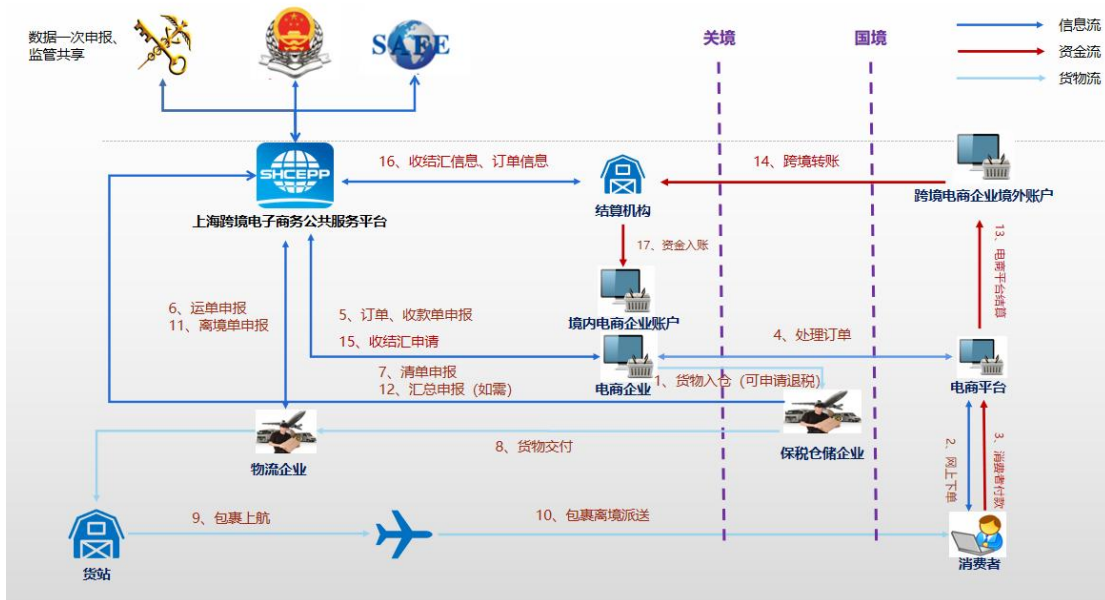 数据一次申报、
监管共享
SAFE
关境
国境
信息流
资金流
货物流
SHCEPP
上海跨境电子商务公共服务平台
16、收结汇信息、订单信息
结算机构
14、跨境转账
跨境电商企业境外账户
17、资金入账
13、电商平台结算
6、运单申报
11、离境单申报
5、订单、收款单申报
15、收结汇申请
境内电商企业账户
4、处理订单
7、清单申报
12、汇总申报（如需）
电商企业
1、货物入仓（可申请退税）
电商平台
物流企业
8、货物交付
保税仓储企业
2、网上下单
3、消费者付款
9、包裹上航
10、包裹离境派送
货站
消费者